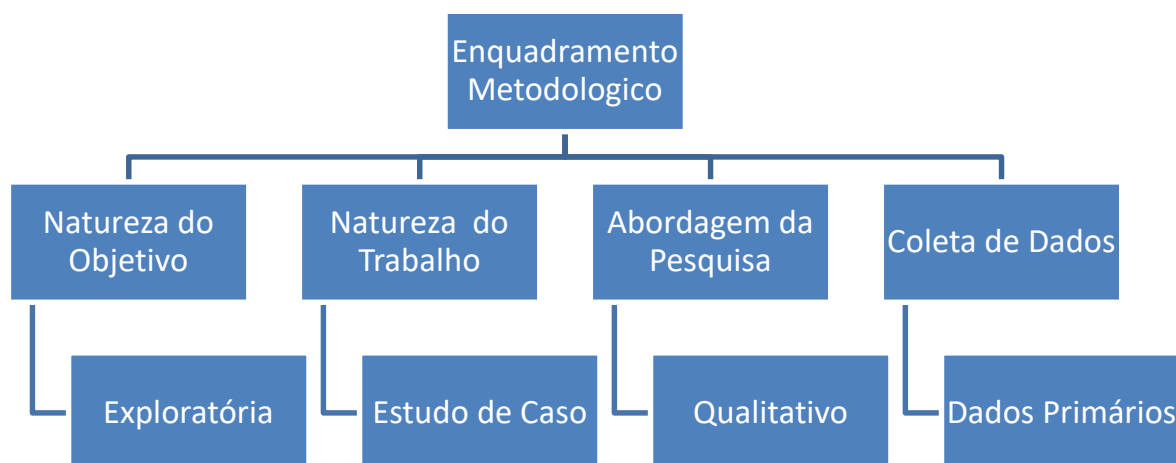 Enquadramento
Metodologico
Natureza do
Objetivo
Natureza do
Trabalho
Abordagem da
Pesquisa
Coleta de Dados
Exploratória
Estudo de Caso
Qualitativo
Dados Primários